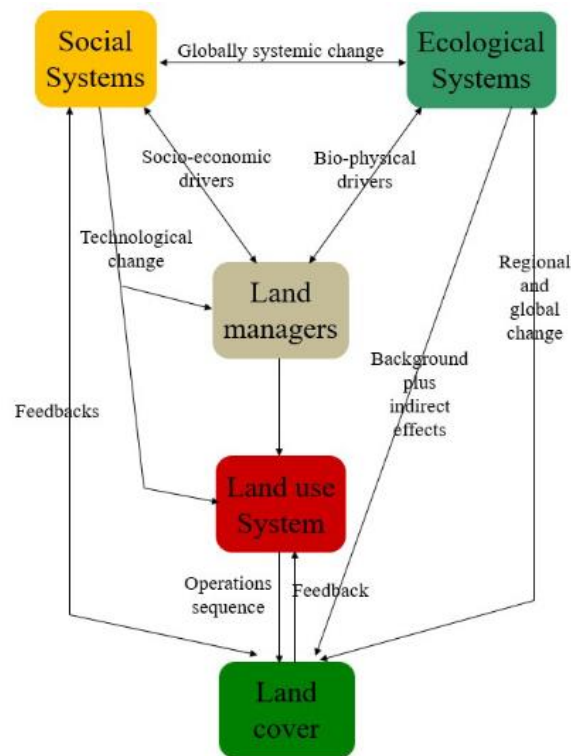 Social
Systems
Globally systemic change
Ecological
Systems
Socio-economic
drivers
Bio-physical
drivers
Technological
change
Land
managers
Regional
and
global
change
Feedbacks
Background
plus
indirect
effects
Land use
System
Operations
sequence
Feedback
Land
cover